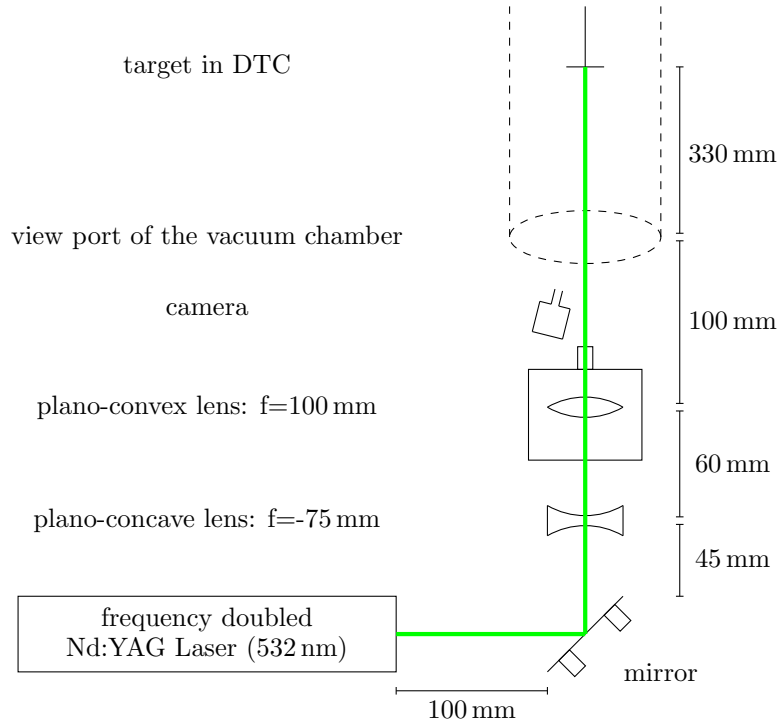 target in DTC
330 mm
view port of the vacuum chamber
camera
100 mm
plano-convex lens: f=100 mm
60 mm
plano-concave lens: f=-75 mm
45 mm
frequency doubled
Nd:YAG Laser (532 nm)
mirror
100 mm